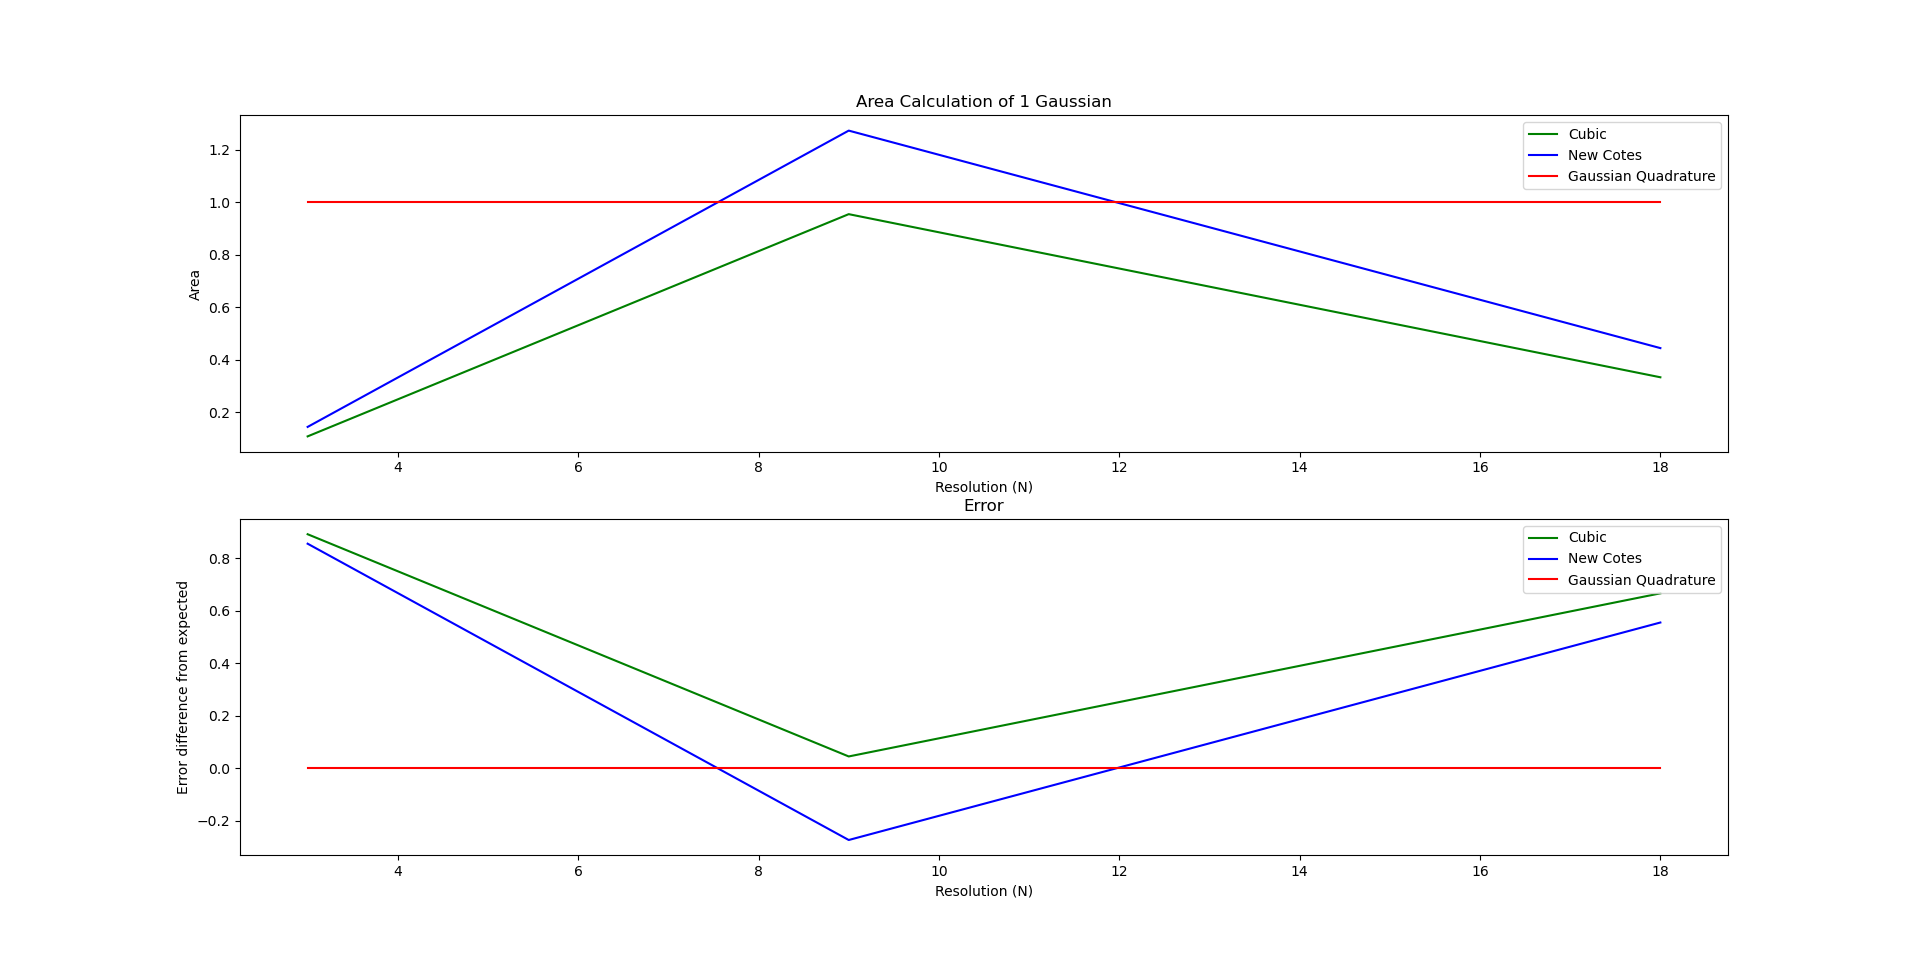 Area Calculation of 1 Gaussian
Cubic
New Cotes
Gaussian Quadrature
Area
1.2
1.0
0.8
0.6
0.4
0.2
4 6 8 10 12 14 16 18
Resolution (N)
Error
Cubic
New Cotes
Gaussian Quadrature
Error difference from expected
0.8
0.6
0.4
0.2
0.0
−0.2
4 6 8 10 12 14 16 18
Resolution (N)